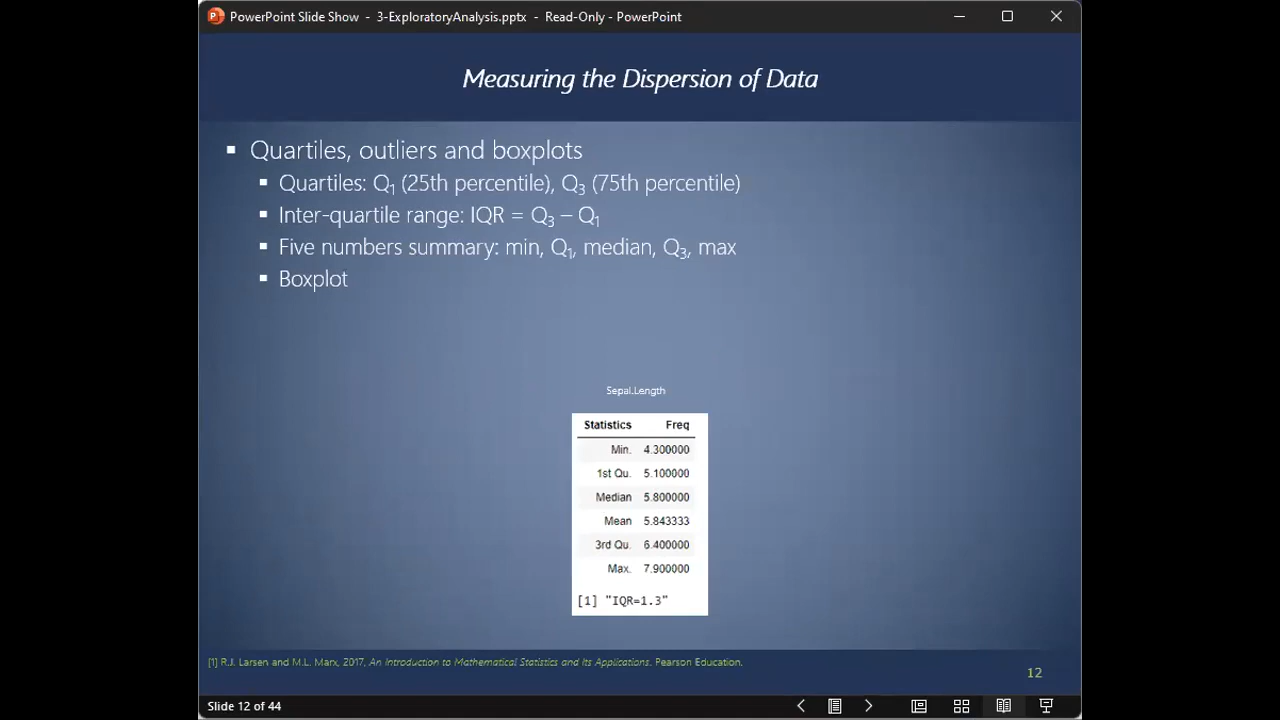 PowerPoint Slide Show - 3-ExploratoryAnalysis.pptx - Read-Only - PowerPoint
Measuring the Dispersion of Data
▪ Quartiles, outliers and boxplots
▪ Quartiles: Q₁ (25th percentile), Q₃ (75th percentile)
▪ Inter-quartile range: IQR = Q₃ – Q₁
▪ Five numbers summary: min, Q₁, median, Q₃, max
▪ Boxplot
Sepal.Length
Statistics Freq
Min. 4.300000
1st Qu. 5.100000
Median 5.800000
Mean 5.843333
3rd Qu. 6.400000
Max. 7.900000
[1] "IQR=1.3"
[1] R.J. Larsen and M.L. Marx, 2017, An Introduction to Mathematical Statistics and Its Applications. Pearson Education.
12
Slide 12 of 44